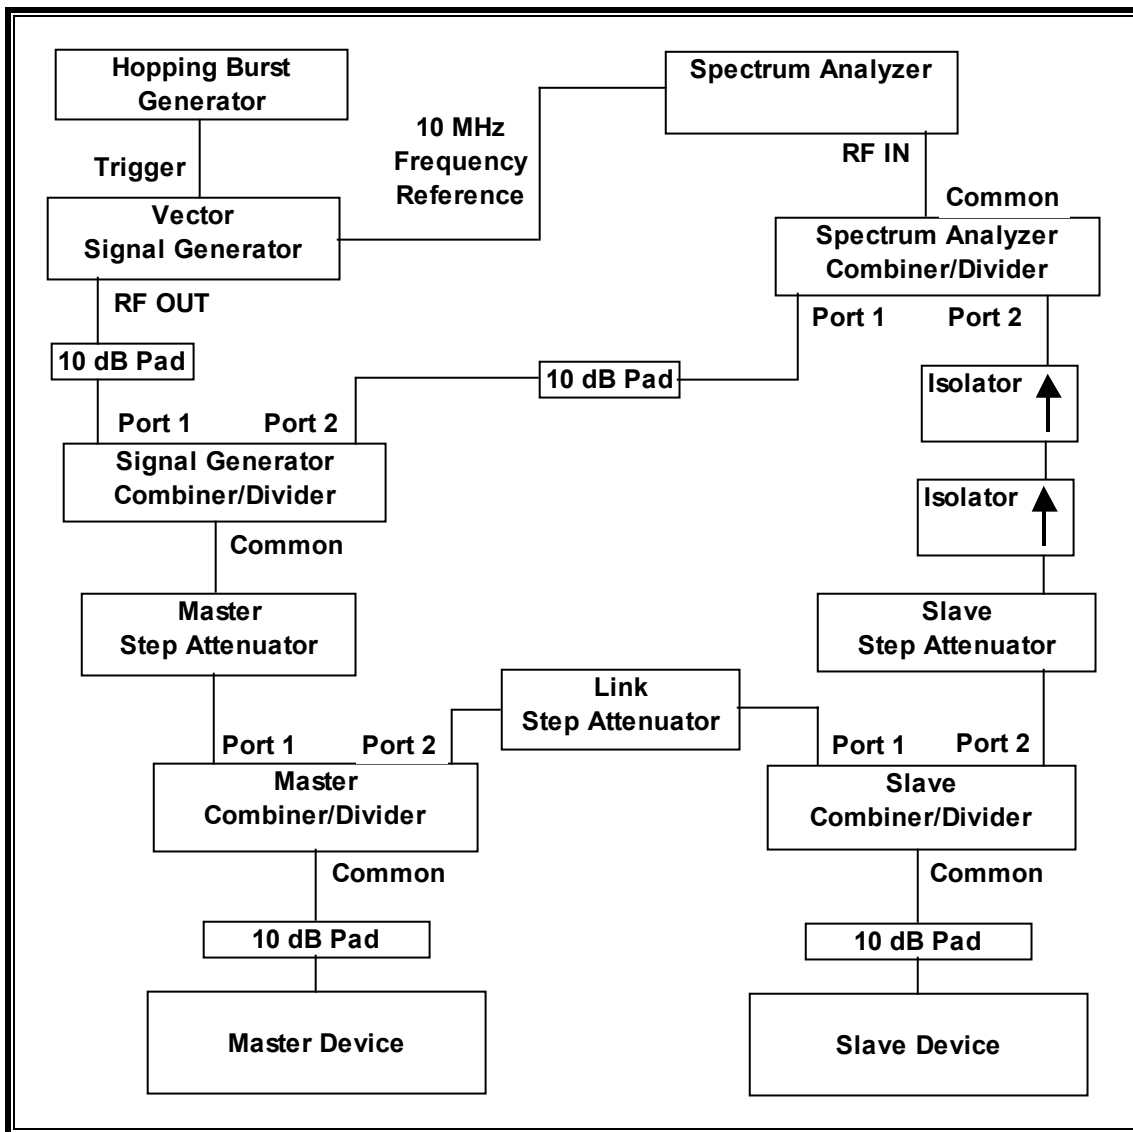 Hopping Burst
Generator
Spectrum Analyzer
10 MHz
Frequency
Reference
RF IN
Trigger
Common
Vector
Signal Generator
Spectrum Analyzer
Combiner/Divider
RF OUT
Port 1
Port 2
10 dB Pad
10 dB Pad
Isolator
Port 1
Port 2
Signal Generator
Combiner/Divider
Isolator
Common
Master
Step Attenuator
Slave
Step Attenuator
Link
Step Attenuator
Port 1
Port 2
Port 1
Port 2
Master
Combiner/Divider
Slave
Combiner/Divider
Common
Common
10 dB Pad
10 dB Pad
Master Device
Slave Device